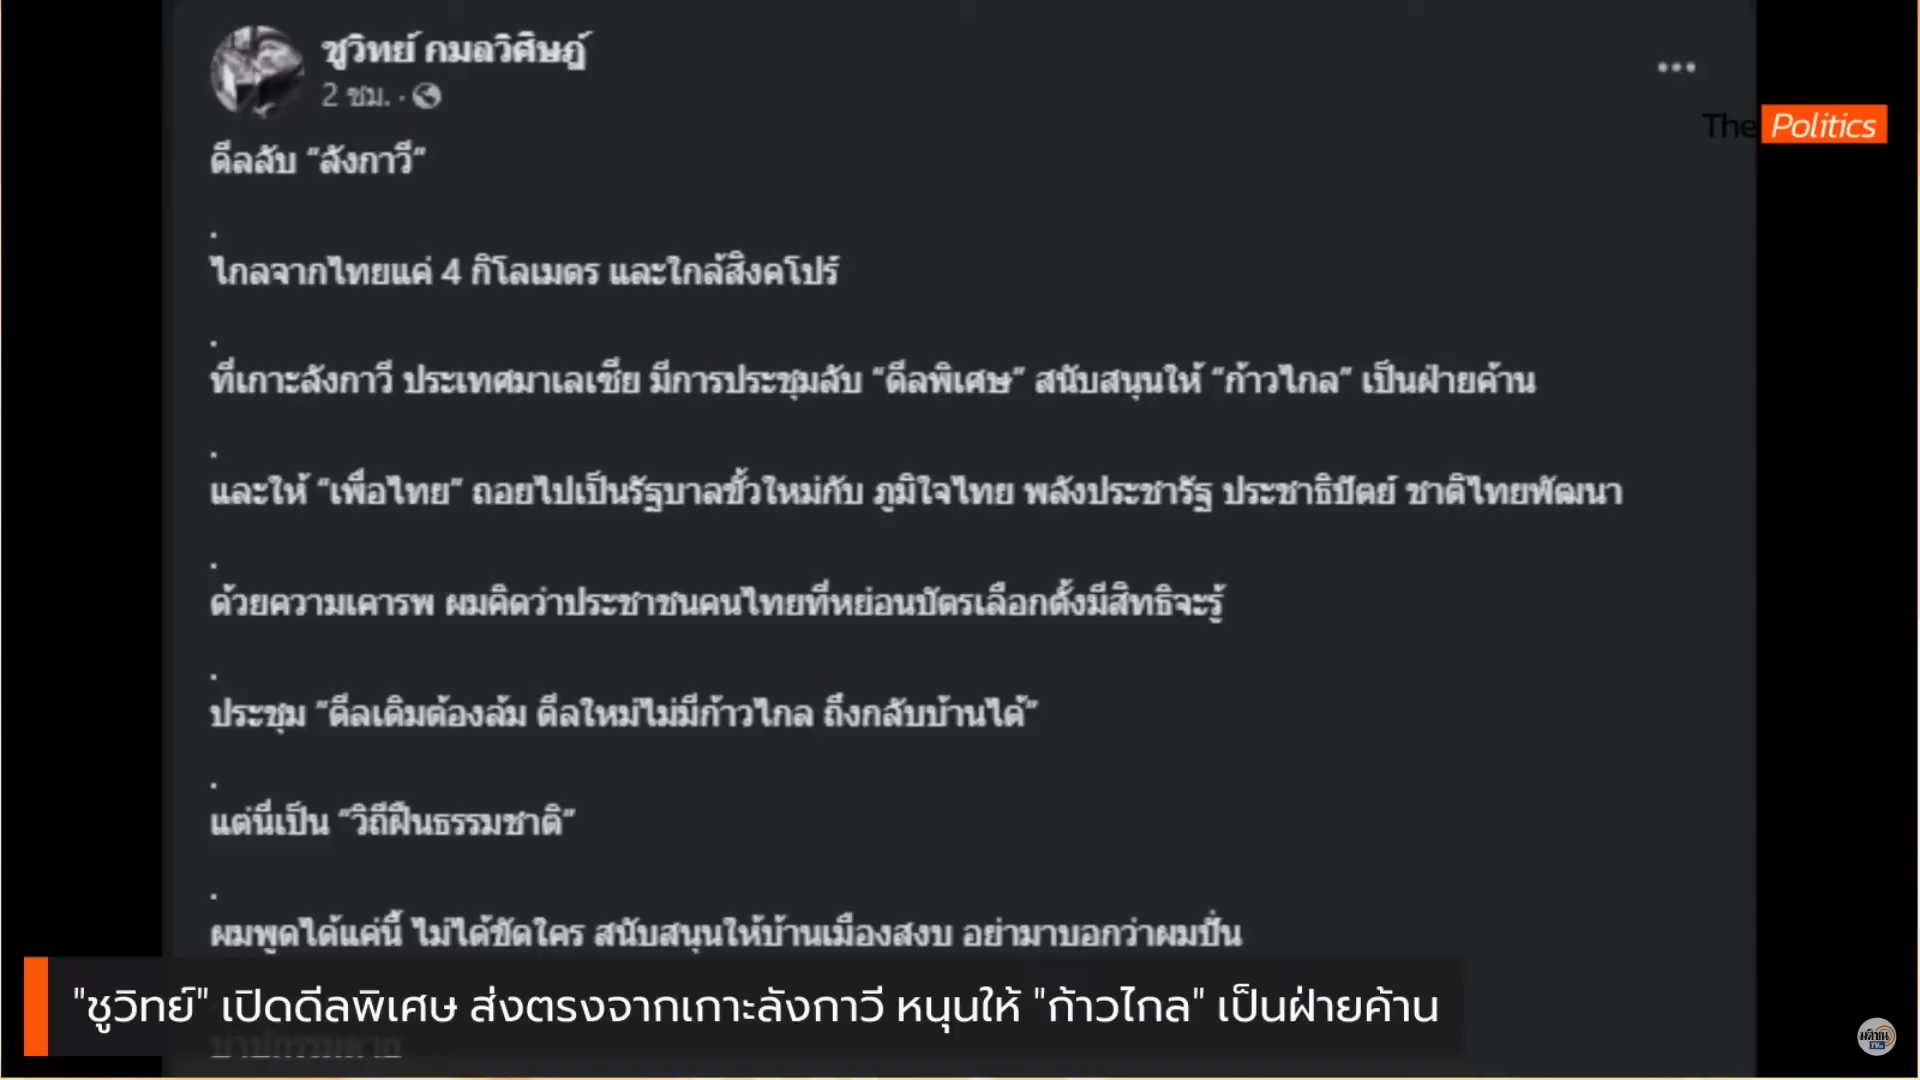 ชูวิทย์ กมลวิศิษฎ์
2 ชม. ·
The Politics
ดีลลับ “ลังกาวี”
.
ไกลจากไทยแค่ 4 กิโลเมตร และใกล้สิงคโปร์
.
ที่เกาะลังกาวี ประเทศมาเลเซีย มีการประชุมลับ “ดีลพิเศษ” สนับสนุนให้ “ก้าวไกล” เป็นฝ่ายค้าน
.
และให้ “เพื่อไทย” ถอยไปเป็นรัฐบาลขั้วใหม่กับ ภูมิใจไทย พลังประชารัฐ ประชาธิปัตย์ ชาติไทยพัฒนา
.
ด้วยความเคารพ ผมคิดว่าประชาชนคนไทยที่หย่อนบัตรเลือกตั้งมีสิทธิจะรู้
.
ประชุม “ดีลเดิมต้องล้ม ดีลใหม่ไม่มีก้าวไกล ถึงกลับบ้านได้”
.
แต่นี่เป็น “วิถีฝืนธรรมชาติ”
.
ผมพูดได้แค่นี้ ไม่ได้ขัดใคร สนับสนุนให้บ้านเมืองสงบ อย่ามาบอกว่าผมปั่น
"ชูวิทย์" เปิดดีลพิเศษ ส่งตรงจากเกาะลังกาวี หนุนให้ "ก้าวไกล" เป็นฝ่ายค้าน
มติชน